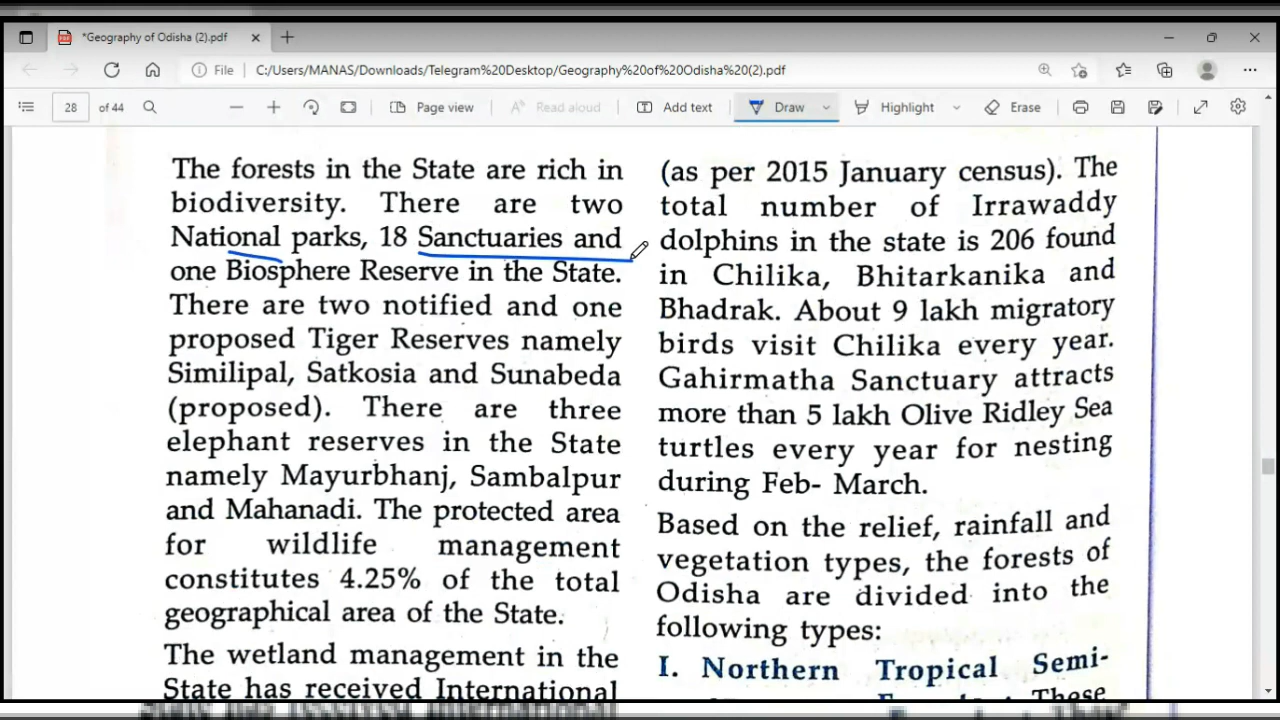 *Geography of Odisha (2).pdf
File C:/Users/MANAS/Downloads/Telegram%20Desktop/Geography%20of%20Odisha%20(2).pdf
28 of 44 Page view Read aloud Add text Draw Highlight Erase
The forests in the State are rich in
biodiversity. There are two
National parks, 18 Sanctuaries and
one Biosphere Reserve in the State.
There are two notified and one
proposed Tiger Reserves namely
Similipal, Satkosia and Sunabeda
(proposed). There are three
elephant reserves in the State
namely Mayurbhanj, Sambalpur
and Mahanadi. The protected area
for wildlife management
constitutes 4.25% of the total
geographical area of the State.
The wetland management in the
State has received International
(as per 2015 January census). The
total number of Irrawaddy
dolphins in the state is 206 found
in Chilika, Bhitarkanika and
Bhadrak. About 9 lakh migratory
birds visit Chilika every year.
Gahirmatha Sanctuary attracts
more than 5 lakh Olive Ridley Sea
turtles every year for nesting
during Feb- March.
Based on the relief, rainfall and
vegetation types, the forests of
Odisha are divided into the
following types:
I. Northern Tropical Semi-